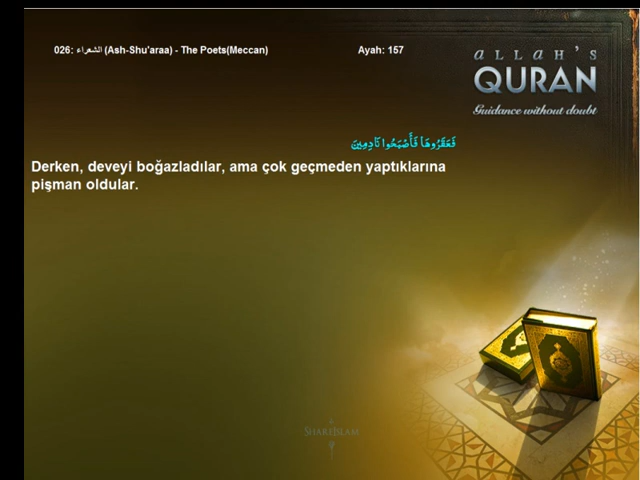 026: الشعراء (Ash-Shu'araa) - The Poets(Meccan) Ayah: 157
ALLAH'S
QURAN
Guidance without doubt
فَعَقَرُوهَا فَأَصْبَحُوا نَادِمِينَ
Derken, deveyi boğazladılar, ama çok geçmeden yaptıklarına
pişman oldular.
SHAREISLAM